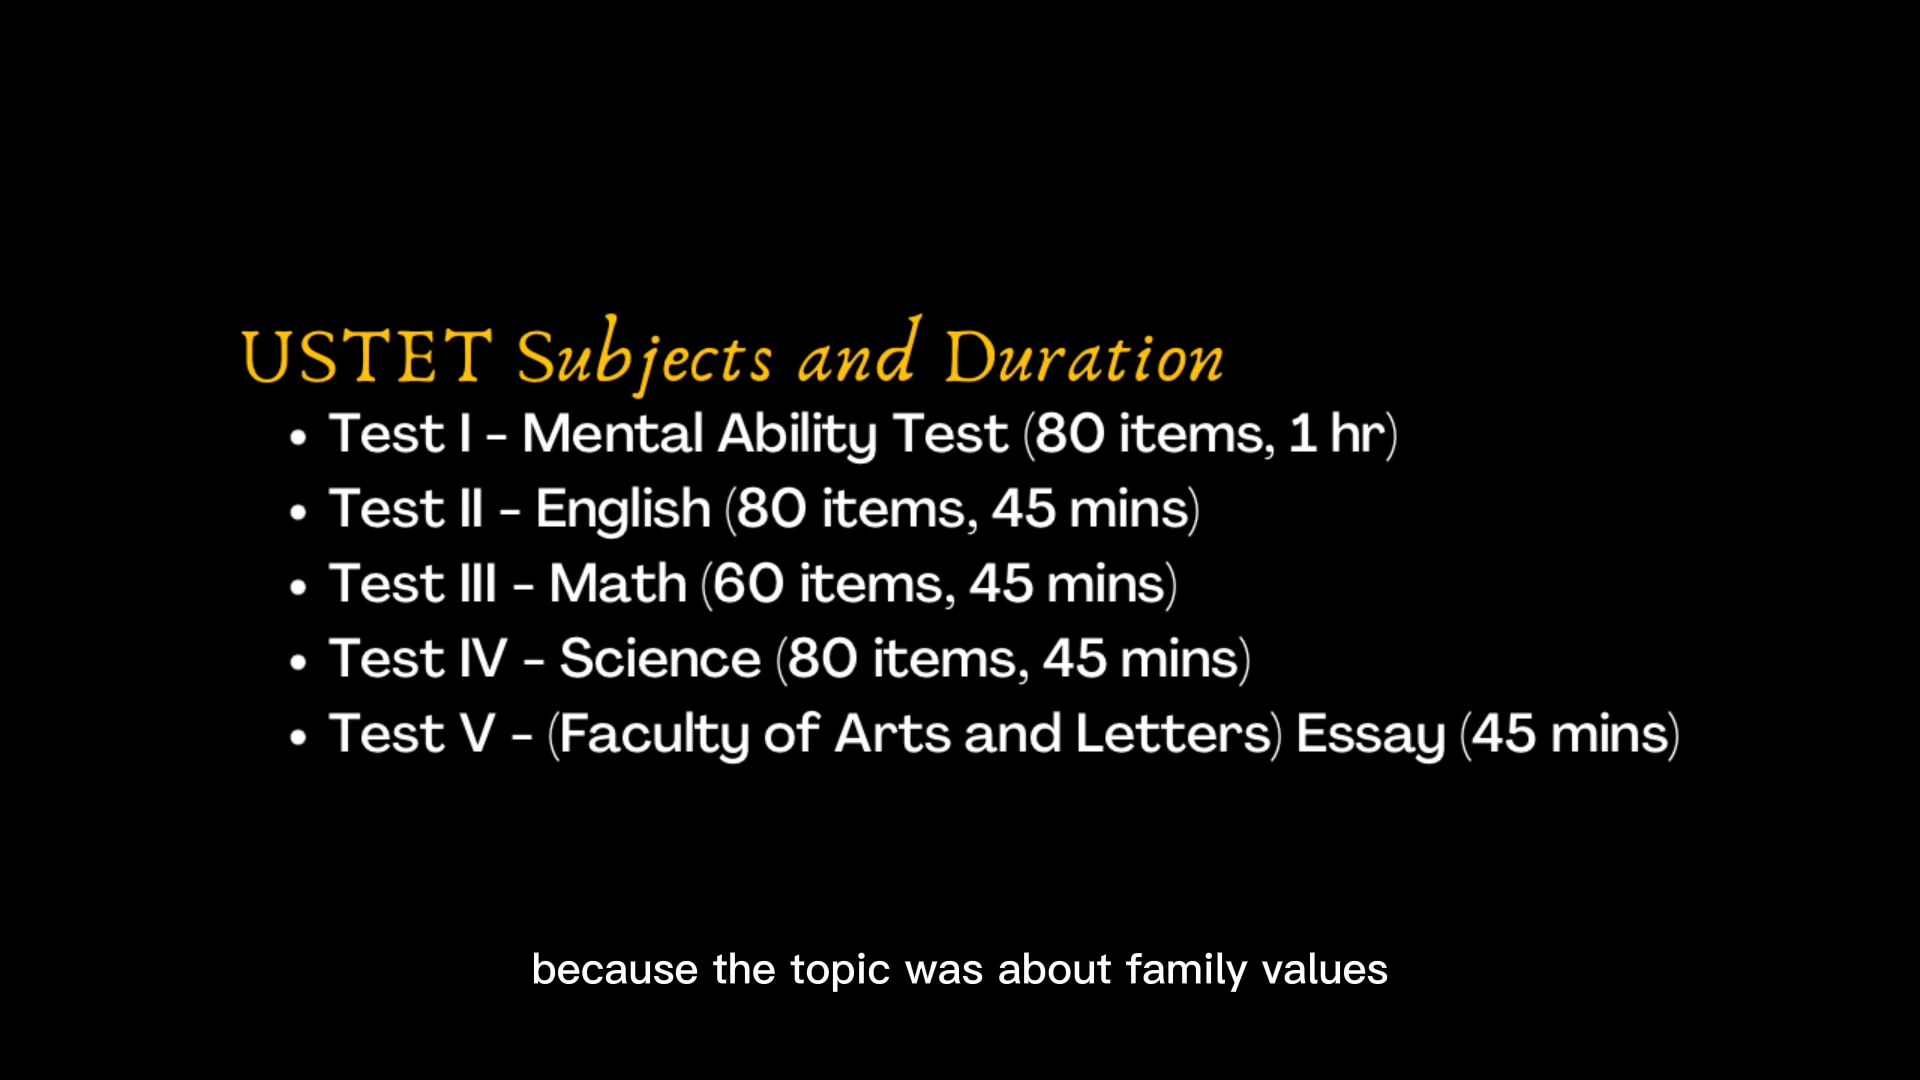 USTET Subjects and Duration
• Test I - Mental Ability Test (80 items, 1 hr)
• Test II - English (80 items, 45 mins)
• Test III - Math (60 items, 45 mins)
• Test IV - Science (80 items, 45 mins)
• Test V - (Faculty of Arts and Letters) Essay (45 mins)
because the topic was about family values